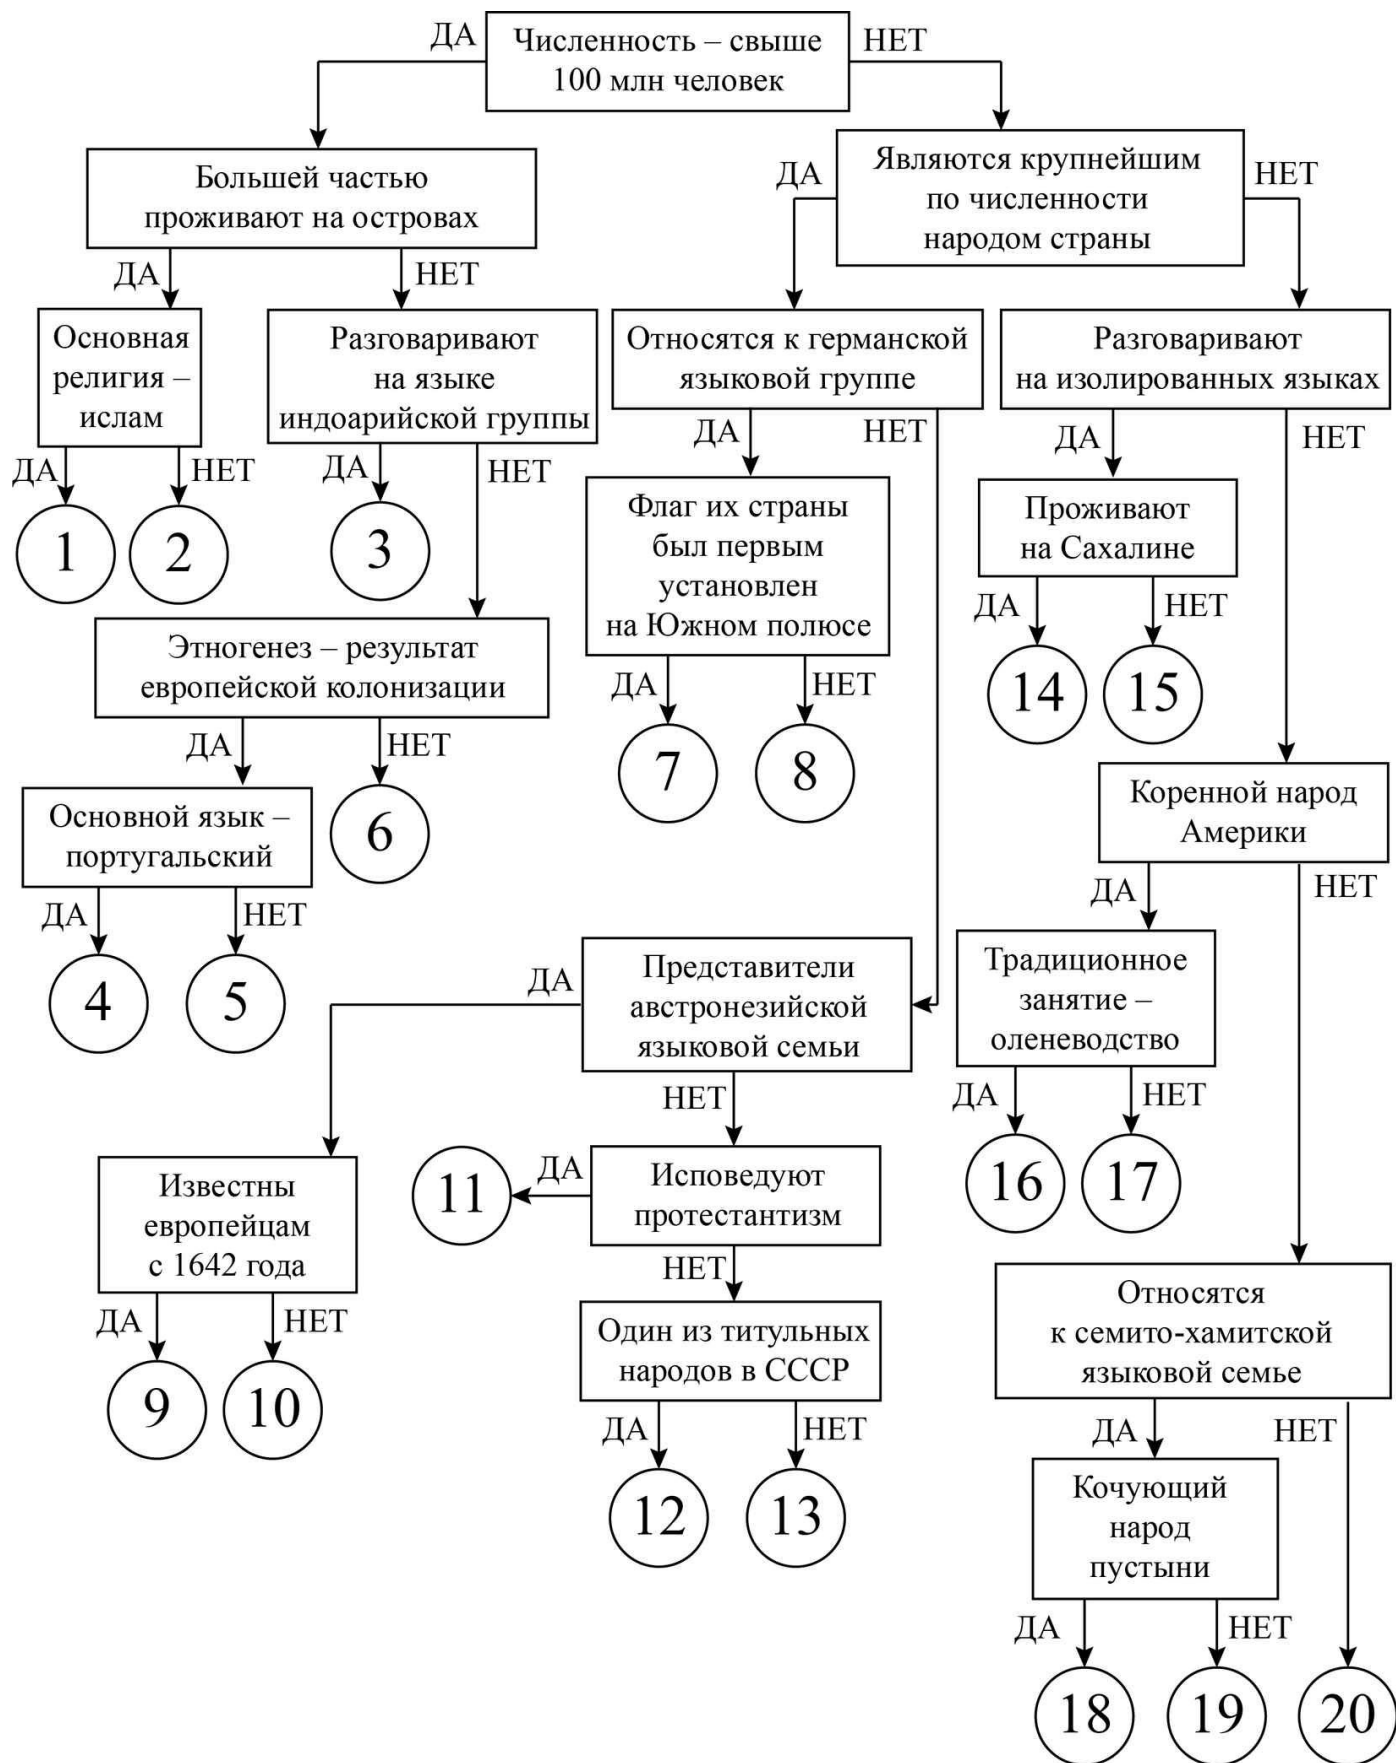 ДА
Численность – свыше
100 млн человек
НЕТ
Большей частью
проживают на островах
ДА
Являются крупнейшим
по численности
народом страны
НЕТ
ДА
НЕТ
Основная
религия –
ислам
Разговаривают
на языке
индоарийской группы
Относятся к германской
языковой группе
Разговаривают
на изолированных языках
ДА
НЕТ
ДА
НЕТ
ДА
НЕТ
ДА
НЕТ
1
2
3
Флаг их страны
был первым
установлен
на Южном полюсе
Проживают
на Сахалине
Этногенез – результат
европейской колонизации
ДА
НЕТ
ДА
НЕТ
14
15
ДА
НЕТ
7
8
Основной язык –
португальский
6
Коренной народ
Америки
ДА
НЕТ
ДА
НЕТ
4
5
Представители
австронезийской
языковой семьи
ДА
НЕТ
Традиционное
занятие –
оленеводство
ДА
НЕТ
16
17
Известны
европейцам
с 1642 года
11
ДА
Исповедуют
протестантизм
НЕТ
Относятся
к семито-хамитской
языковой семье
ДА
НЕТ
9
10
Один из титульных
народов в СССР
ДА
НЕТ
12
13
ДА
НЕТ
Кочующий
народ
пустыни
ДА
НЕТ
18
19
20